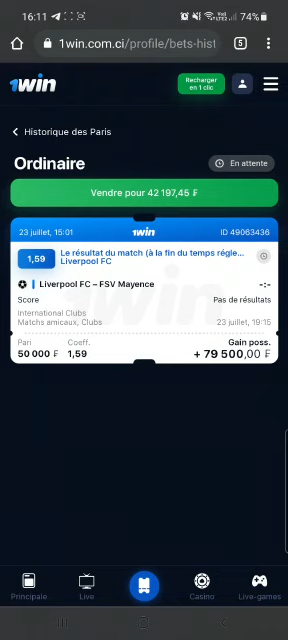 16:11
74%
1win.com.ci/profile/bets-hist
5
1win
Recharger
en 1 clic
Historique des Paris
Ordinaire
En attente
Vendre pour 42 197,45 ₣
23 juillet, 15:01
1win
ID 49063436
1,59
Le résultat du match (à la fin du temps régle...
Liverpool FC
Liverpool FC – FSV Mayence
-:-
Score
Pas de résultats
International Clubs
Matchs amicaux, Clubs
23 juillet, 19:15
Pari
Coeff.
Gain poss.
50 000 ₣
1,59
+ 79 500,00 ₣
Principale
Live
Casino
Live-games